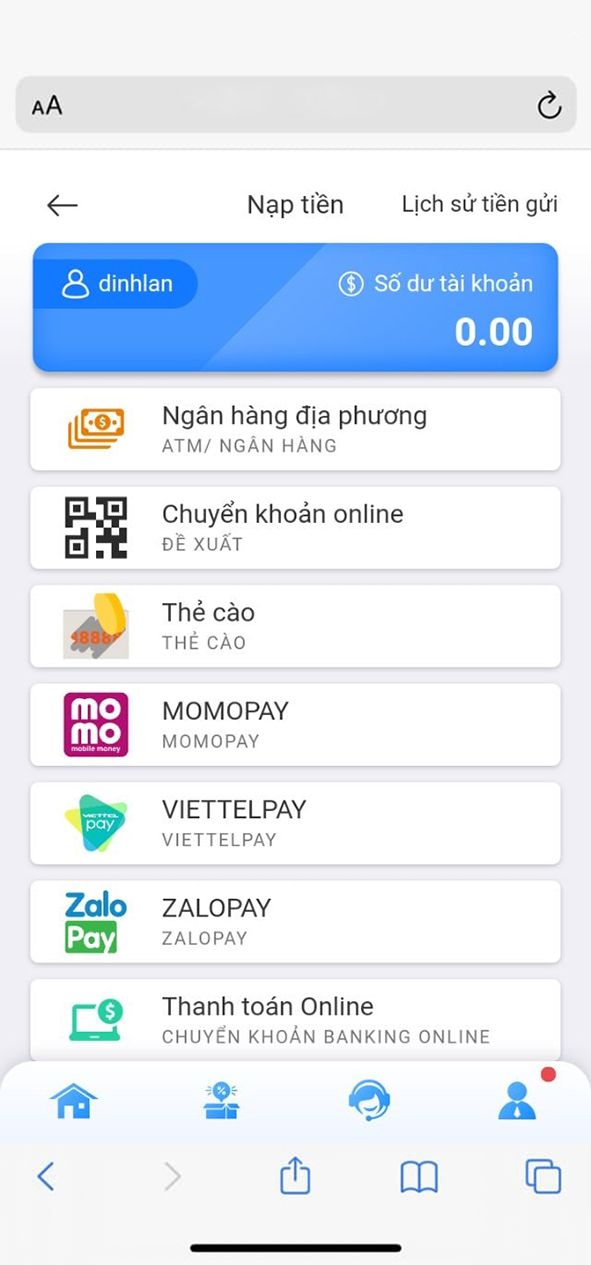 AA
Nạp tiền
Lịch sử tiền gửi
dinhlan
Số dư tài khoản
0.00
Ngân hàng địa phương
ATM/ NGÂN HÀNG
Chuyển khoản online
ĐỀ XUẤT
Thẻ cào
THẺ CÀO
mo
mo
mobile money
MOMOPAY
MOMOPAY
VIETTEL
pay
VIETTELPAY
VIETTELPAY
Zalo
Pay
ZALOPAY
ZALOPAY
Thanh toán Online
CHUYỂN KHOẢN BANKING ONLINE